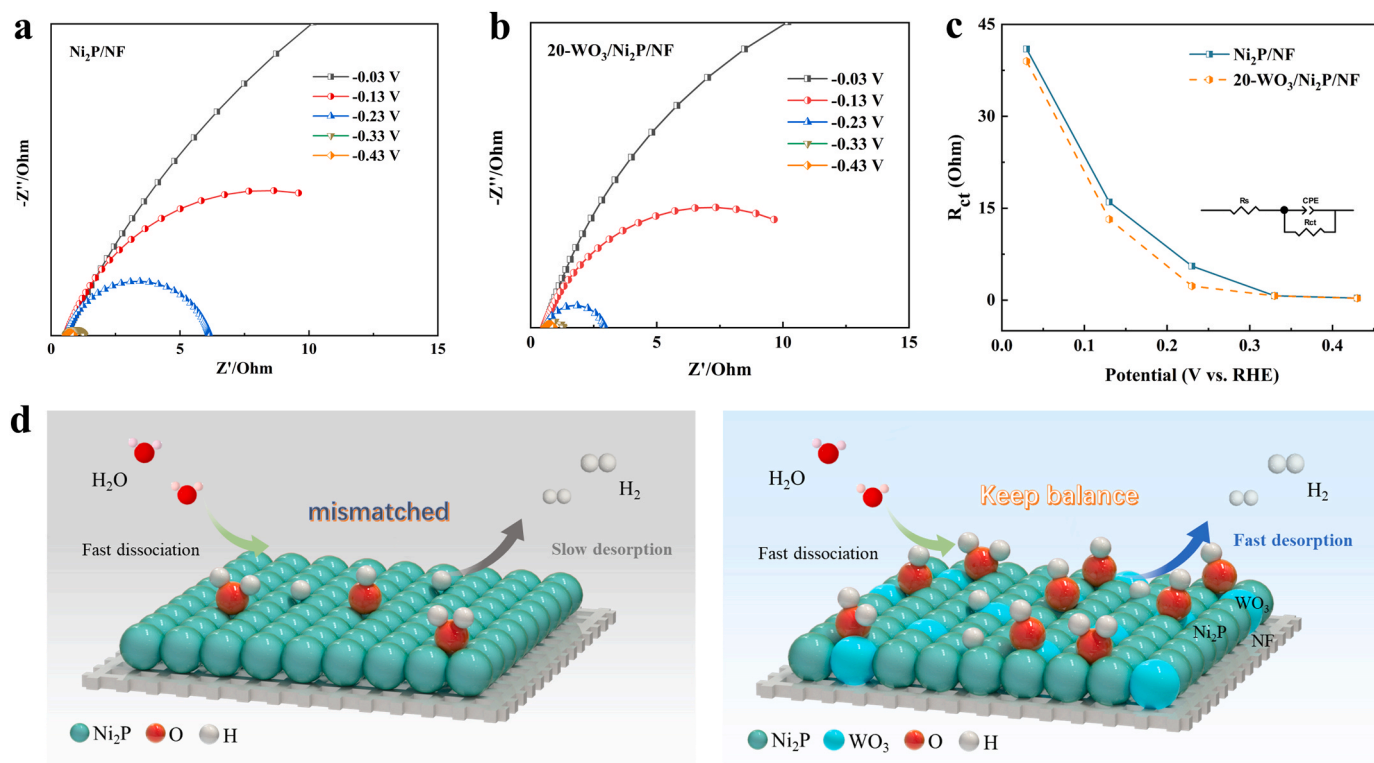 a
Ni₂P/NF
-0.03 V
-0.13 V
-0.23 V
-0.33 V
-0.43 V
-Z''/Ohm
0
5
10
15
Z'/Ohm
b
20-WO₃/Ni₂P/NF
-0.03 V
-0.13 V
-0.23 V
-0.33 V
-0.43 V
-Z''/Ohm
0
5
10
15
Z'/Ohm
c
45
30
15
0
Rct (Ohm)
Ni₂P/NF
20-WO₃/Ni₂P/NF
Rs
CPE
Rct
0.0
0.1
0.2
0.3
0.4
Potential (V vs. RHE)
d
H₂O
H₂
mismatched
Fast dissociation
Slow desorption
Ni₂P
O
H
H₂O
H₂
Keep balance
Fast dissociation
Fast desorption
WO₃
Ni₂P
NF
Ni₂P
WO₃
O
H